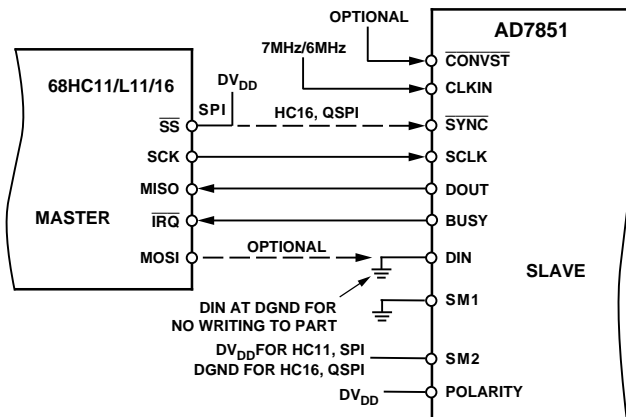 OPTIONAL
AD7851
7MHz/6MHz
CONVST
68HC11/L11/16
DVDD
CLKIN
SPI
HC16, QSPI
SS
SYNC
SCK
SCLK
MISO
DOUT
MASTER
IRQ
BUSY
OPTIONAL
MOSI
DIN
SLAVE
DIN AT DGND FOR
NO WRITING TO PART
SM1
DVDD FOR HC11, SPI
DGND FOR HC16, QSPI
SM2
DVDD
POLARITY